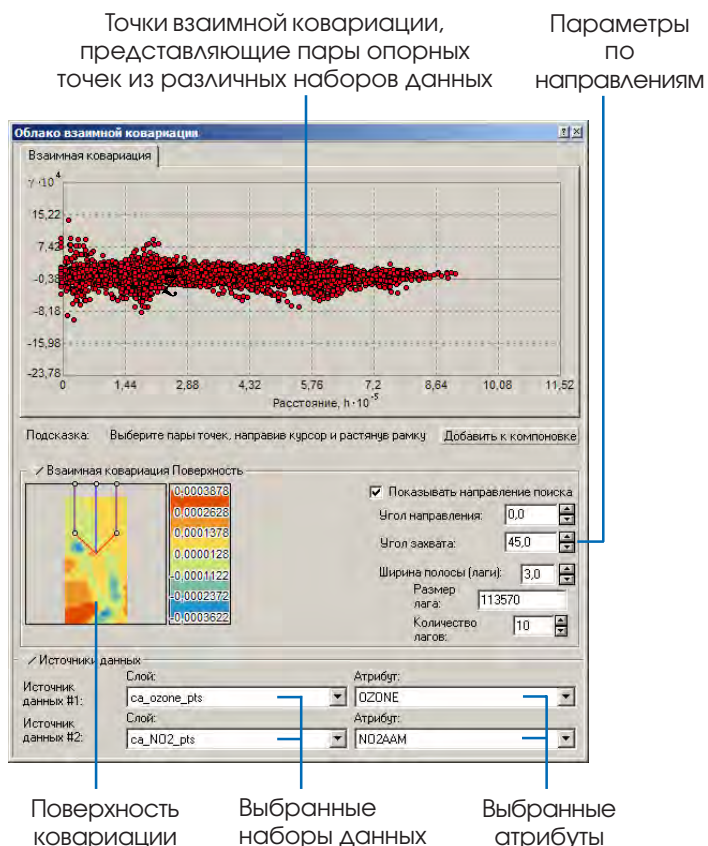 Точки взаимной ковариации,
представляющие пары опорных
точек из различных наборов данных
Параметры
по
направлениям
Облако взаимной ковариации
Взаимная ковариация
γ·10⁴
15,22
7,42
-0,38
-8,18
-15,98
-23,78
0 1,44 2,88 4,32 5,76 7,2 8,64 10,08 11,52
Расстояние, h·10⁻⁵
Подсказка: Выберите пары точек, направив курсор и растянув рамку Добавить к компоновке
Взаимная ковариация Поверхность
0,0003878
0,0002628
0,0001378
0,0000128
-0,0001122
-0,0002372
-0,0003622
Показывать направление поиска
Угол направления: 0,0
Угол захвата: 45,0
Ширина полосы (лаги): 3,0
Размер
лага: 113570
Количество
лагов: 10
Источники данных
Слой: Атрибут:
Источник
данных #1: ca_ozone_pts OZONE
Слой: Атрибут:
Источник
данных #2: ca_NO2_pts NO2AAM
Поверхность
ковариации
Выбранные
наборы данных
Выбранные
атрибуты